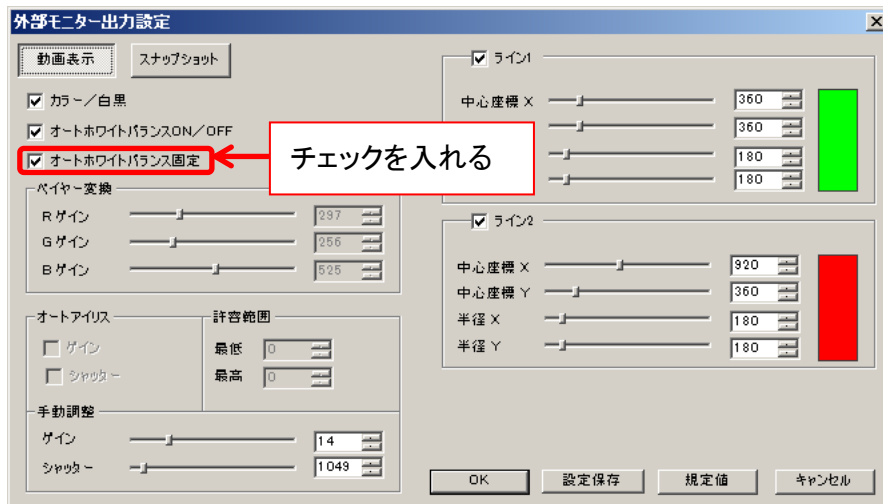 外部モニター出力設定
動画表示 スナップショット
カラー／白黒
オートホワイトバランスON／OFF
オートホワイトバランス固定
チェックを入れる
ベイヤー変換
Rゲイン 297
Gゲイン 256
Bゲイン 525
オートアイリス
ゲイン
シャッター
許容範囲
最低 0
最高 0
手動調整
ゲイン 14
シャッター 1049
ライン1
中心座標 X 360
360
180
180
ライン2
中心座標 X 920
中心座標 Y 360
半径 X 180
半径 Y 180
OK 設定保存 規定値 キャンセル